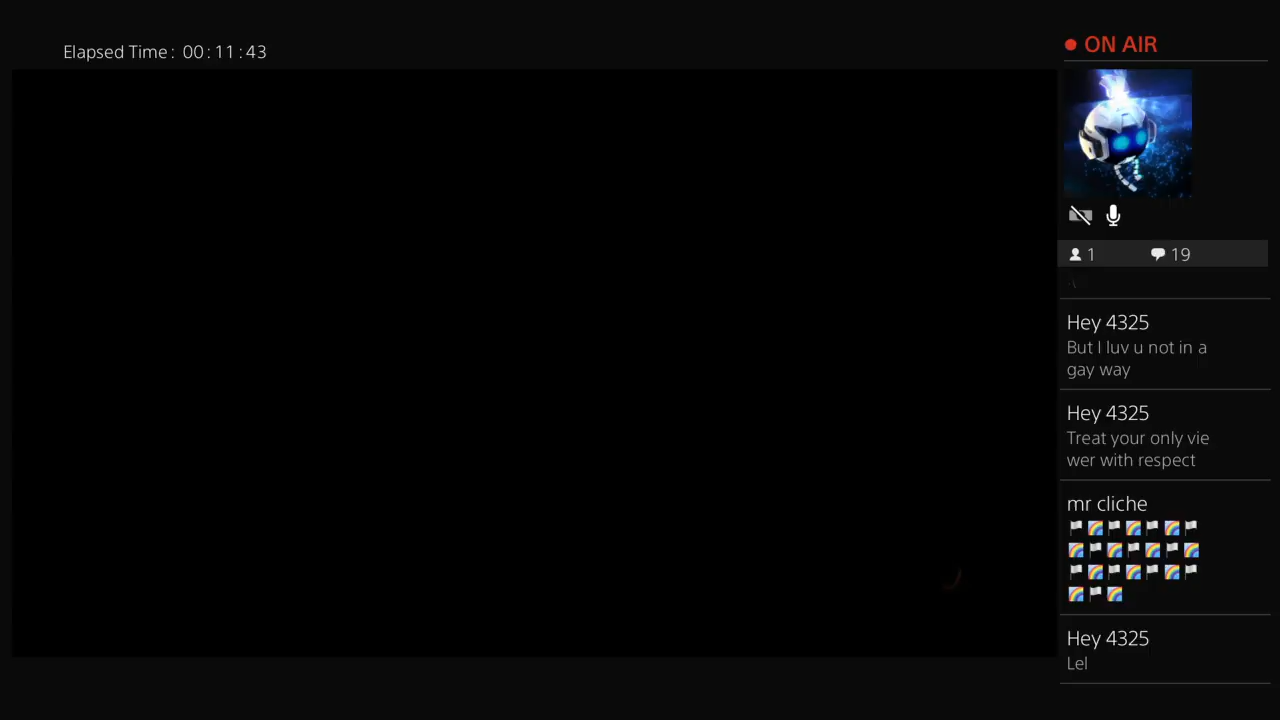 Elapsed Time: 00:11:43
ON AIR
1 19
Hey 4325
But I luv u not in a
gay way
Hey 4325
Treat your only vie
wer with respect
mr cliche
🏳🌈🏳🌈🏳🌈🏳
🌈🏳🌈🏳🌈🏳🌈
🏳🌈🏳🌈🏳🌈🏳
🌈🏳🌈
Hey 4325
Lel